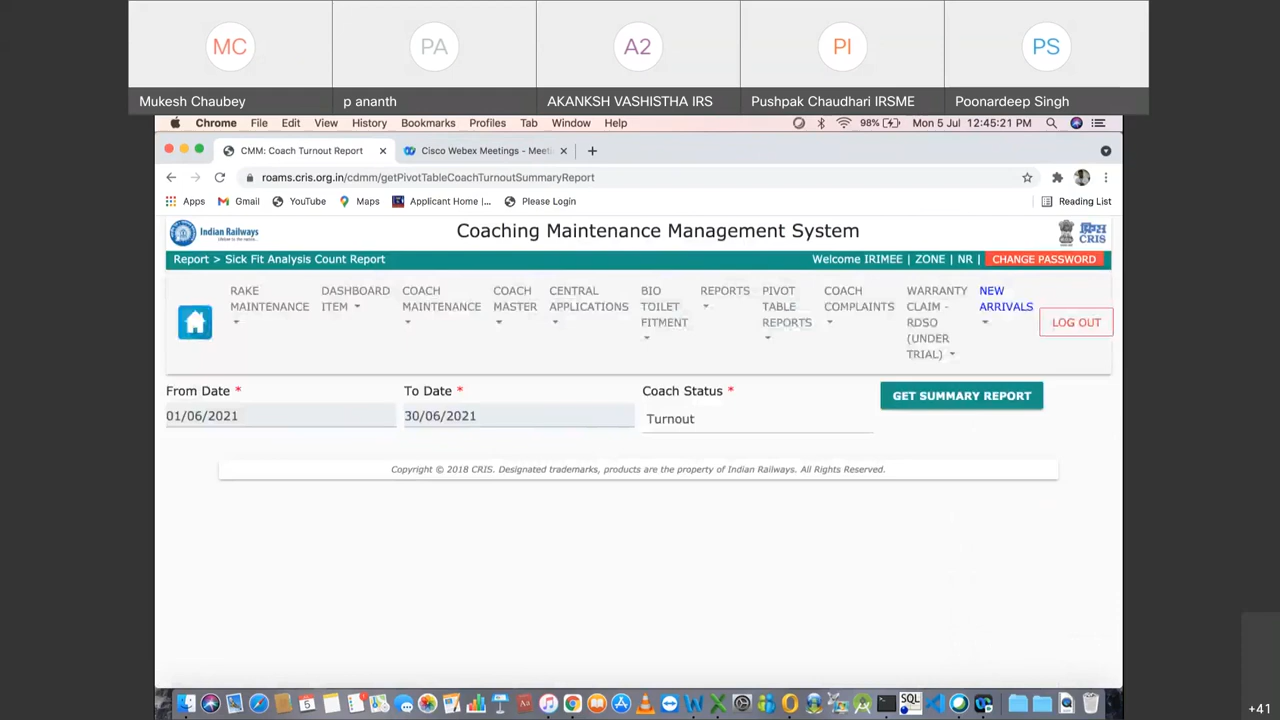 MC
PA
A2
PI
PS
Mukesh Chaubey
p ananth
AKANKSH VASHISTHA IRS
Pushpak Chaudhari IRSME
Poonardeep Singh
Chrome File Edit View History Bookmarks Profiles Tab Window Help
98% Mon 5 Jul 12:45:21 PM
CMM: Coach Turnout Report
Cisco Webex Meetings - Meet
roams.cris.org.in/cdmm/getPivotTableCoachTurnoutSummaryReport
Apps Gmail YouTube Maps Applicant Home |... Please Login
Reading List
Indian Railways
Coaching Maintenance Management System
CRIS
Report > Sick Fit Analysis Count Report
Welcome IRIMEE | ZONE | NR |
CHANGE PASSWORD
RAKE
MAINTENANCE
DASHBOARD
ITEM
COACH
MAINTENANCE
COACH
MASTER
CENTRAL
APPLICATIONS
BIO
TOILET
FITMENT
REPORTS
PIVOT
TABLE
REPORTS
COACH
COMPLAINTS
WARRANTY
CLAIM -
RDSO
(UNDER
TRIAL)
NEW
ARRIVALS
LOG OUT
From Date *
01/06/2021
To Date *
30/06/2021
Coach Status *
Turnout
GET SUMMARY REPORT
Copyright © 2018 CRIS. Designated trademarks, products are the property of Indian Railways. All Rights Reserved.
SQL
+41